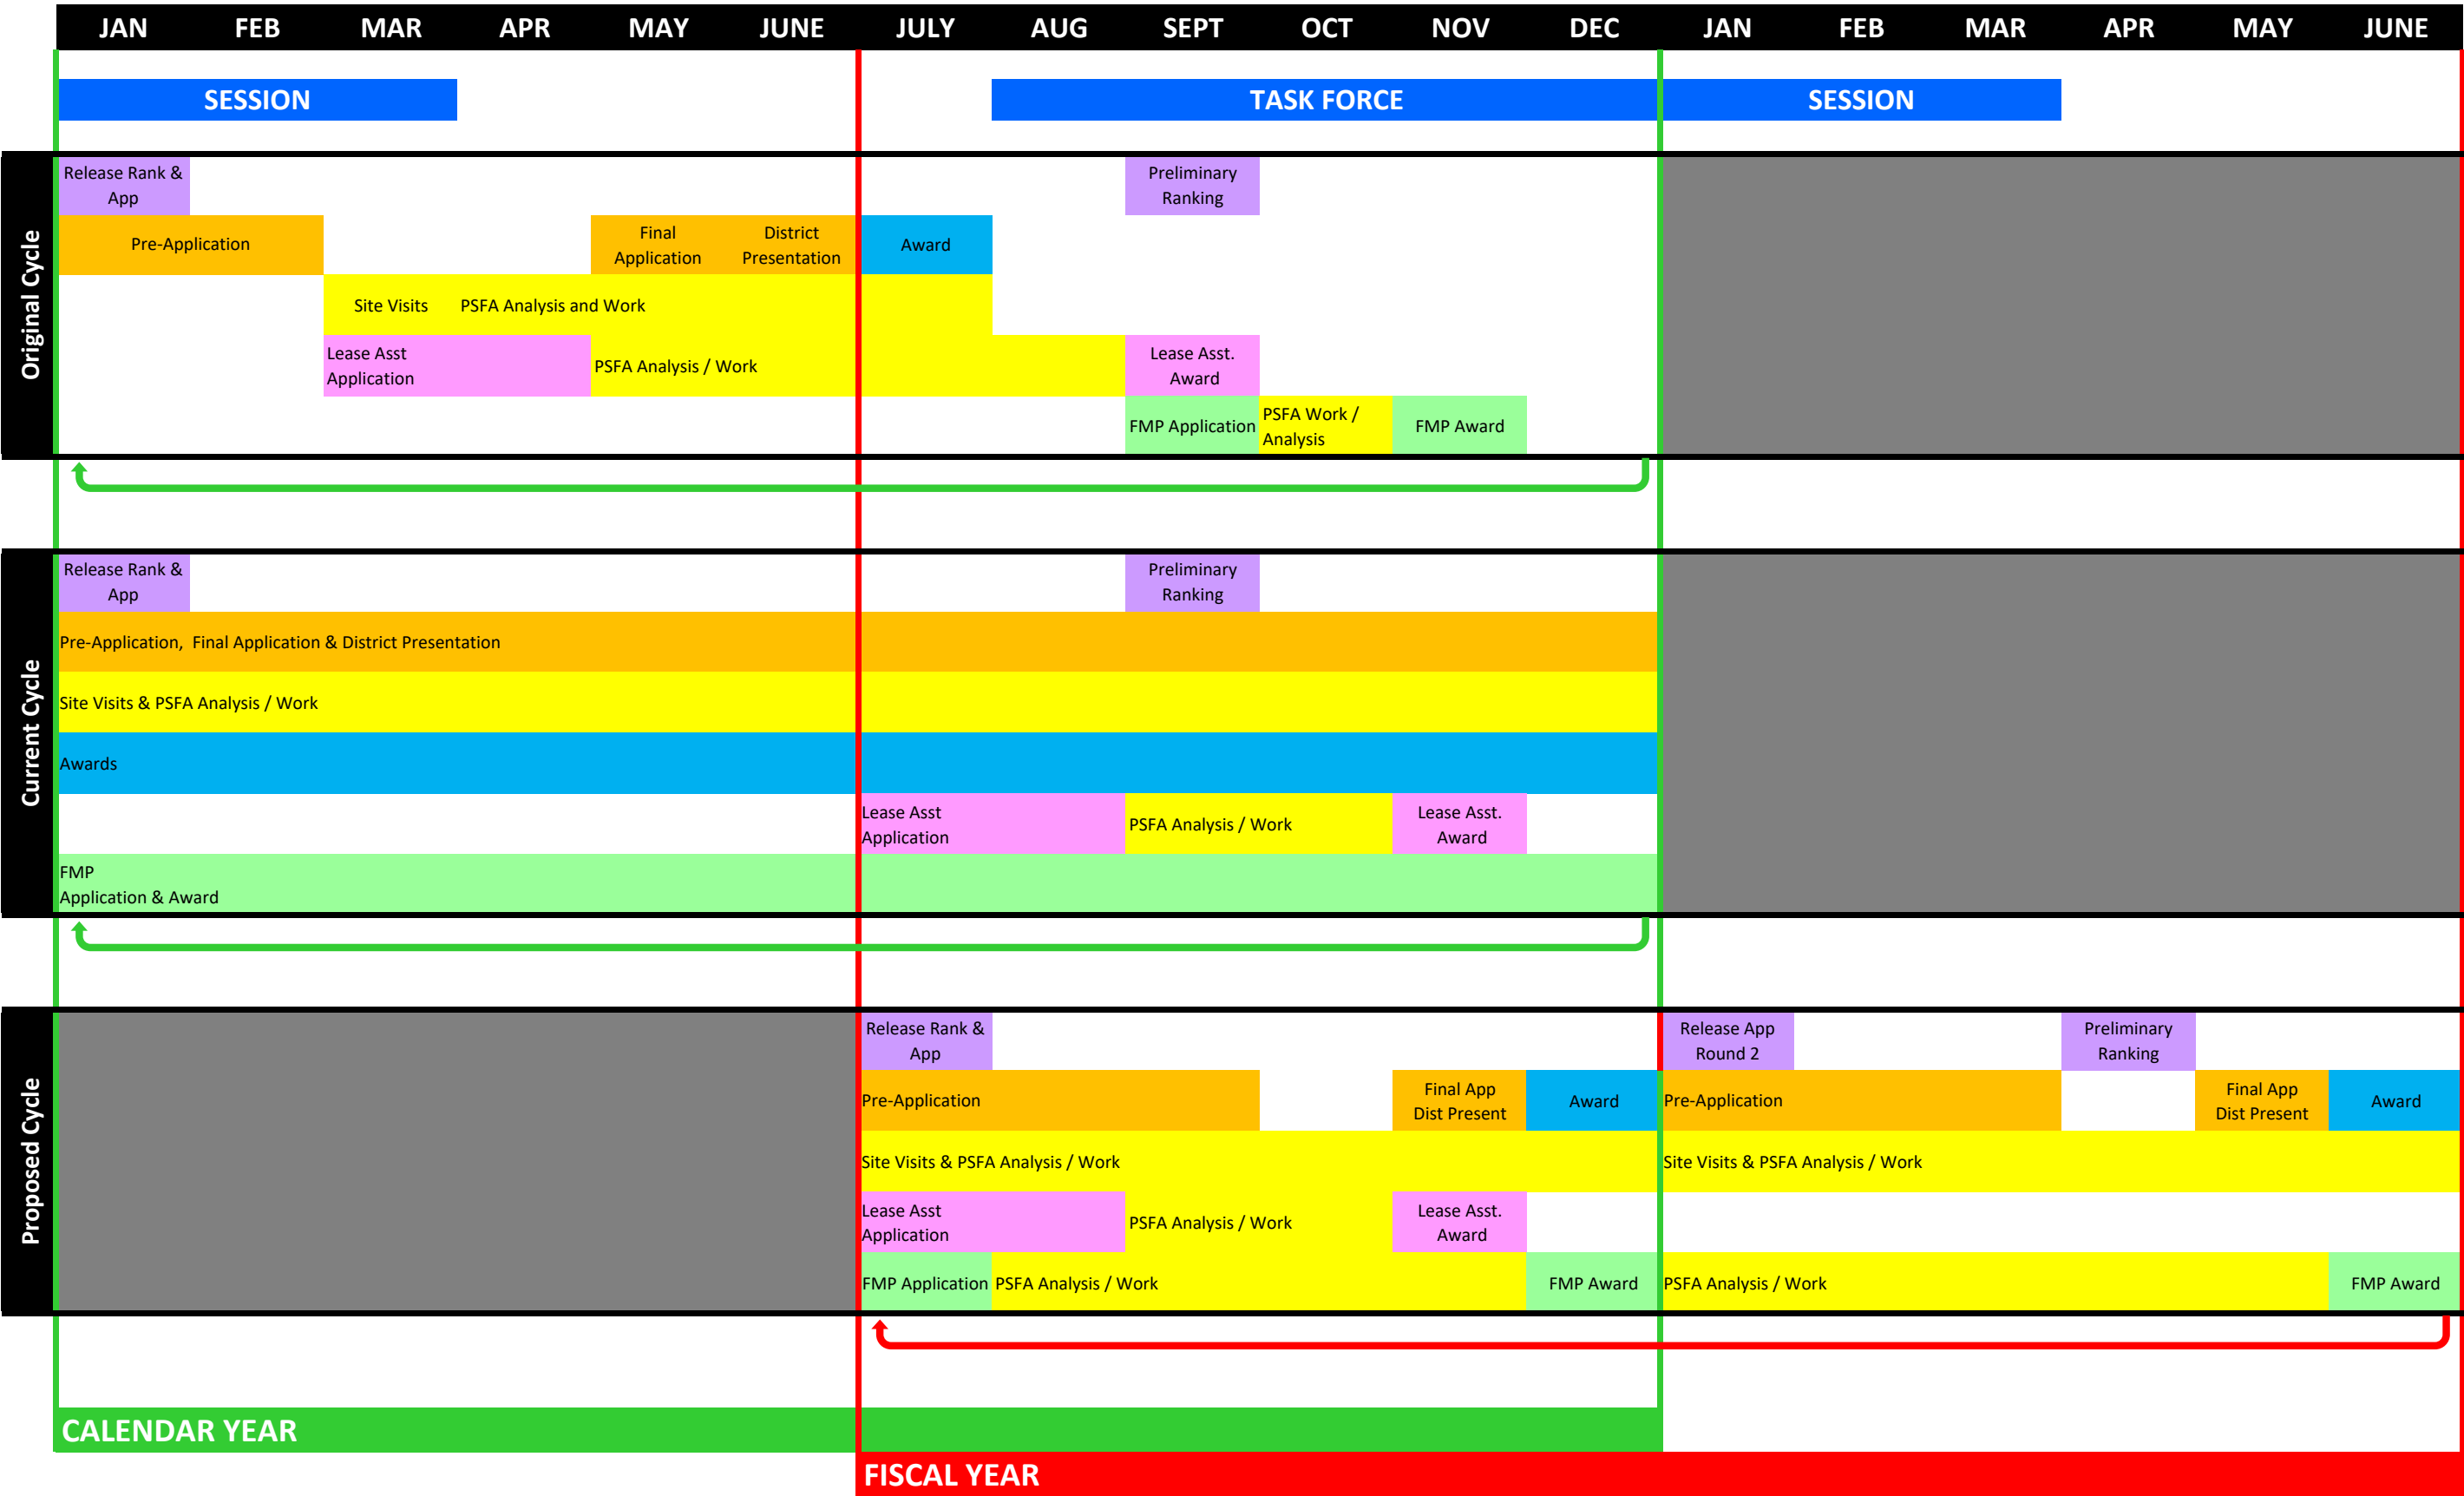 JAN FEB MAR APR MAY JUNE JULY AUG SEPT OCT NOV DEC JAN FEB MAR APR MAY JUNE
SESSION TASK FORCE SESSION
Original Cycle
Release Rank &
App
Preliminary
Ranking
Pre-Application
Final
Application
District
Presentation
Award
Site Visits PSFA Analysis and Work
Lease Asst
Application
PSFA Analysis / Work
Lease Asst.
Award
FMP Application
PSFA Work /
Analysis
FMP Award
Current Cycle
Release Rank &
App
Preliminary
Ranking
Pre-Application, Final Application & District Presentation
Site Visits & PSFA Analysis / Work
Awards
Lease Asst
Application
PSFA Analysis / Work
Lease Asst.
Award
FMP
Application & Award
Proposed Cycle
Release Rank &
App
Release App
Round 2
Preliminary
Ranking
Pre-Application
Final App
Dist Present
Award
Pre-Application
Final App
Dist Present
Award
Site Visits & PSFA Analysis / Work
Site Visits & PSFA Analysis / Work
Lease Asst
Application
PSFA Analysis / Work
Lease Asst.
Award
FMP Application
PSFA Analysis / Work
FMP Award
PSFA Analysis / Work
FMP Award
CALENDAR YEAR
FISCAL YEAR